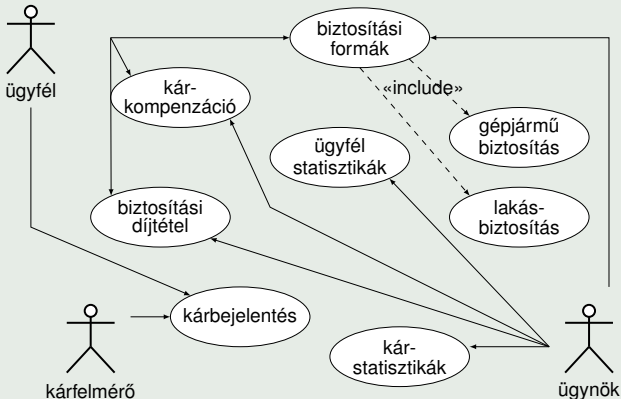 biztosítási
formák
ügyfél
kár-
kompenzáció
«include»
gépjármű
biztosítás
ügyfél
statisztikák
biztosítási
díjtétel
lakás-
biztosítás
kárbejelentés
kár-
statisztikák
kárfelmérő
ügynök